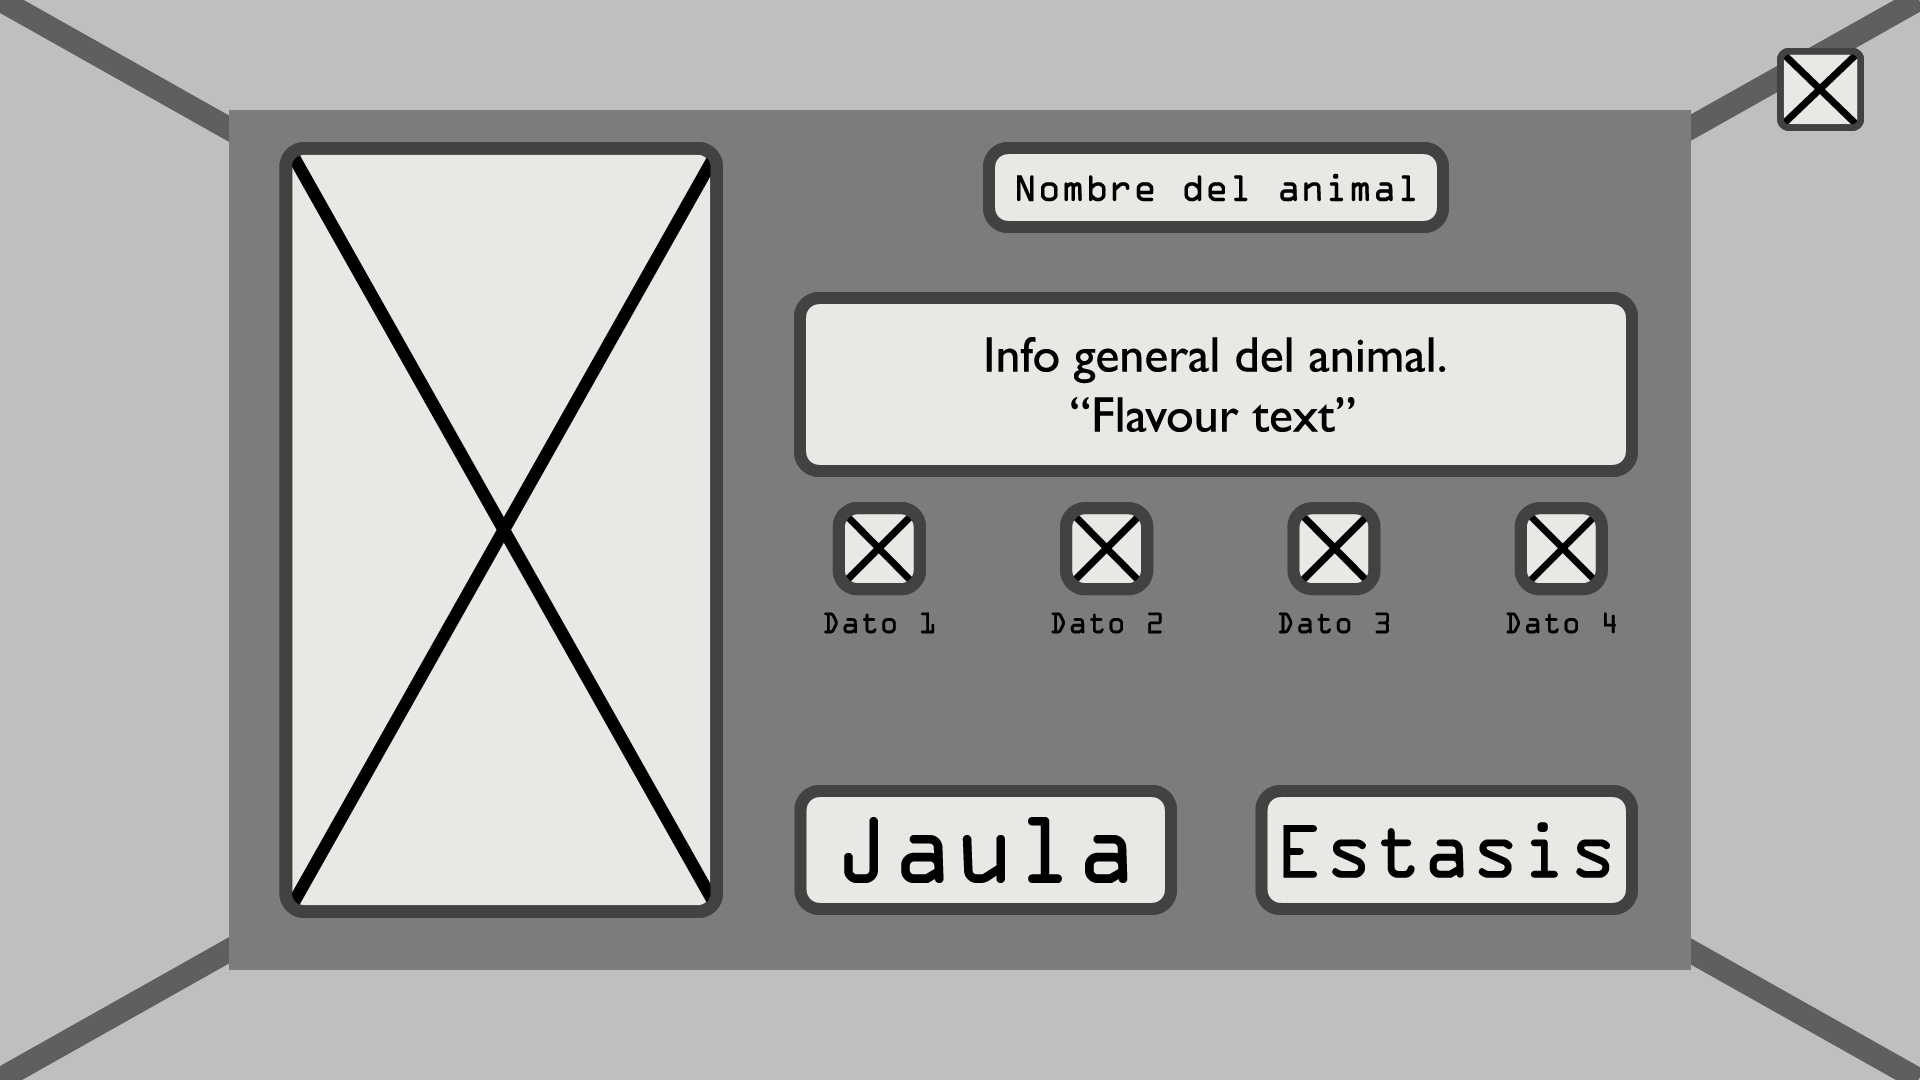 Nombre del animal
Info general del animal.
“Flavour text”
Dato 1
Dato 2
Dato 3
Dato 4
Jaula
Estasis